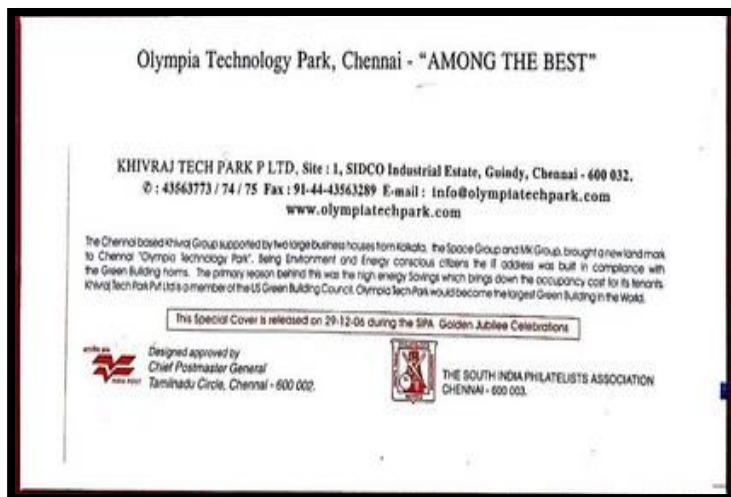 Olympia Technology Park, Chennai - "AMONG THE BEST"
KHIVRAJ TECH PARK P LTD, Site : 1, SIDCO Industrial Estate, Guindy, Chennai - 600 032.
✆ : 43563773 / 74 / 75 Fax : 91-44-43563289 E-mail : info@olympiatechpark.com
www.olympiatechpark.com
The Chennai based Khivraj Group supported by two large business houses from Kolkata, the Space Group and MK Group, brought a new land mark
to Chennai "Olympia Technology Park". Being Environment and Energy conscious citizens the IT address was built in compliance with
the Green Building norms. The primary reason behind this was the high energy Savings which brings down the occupancy cost for its tenants.
Khivraj Tech Park Pvt Ltd is a member of the US Green Building Council. Olympia Tech Park would become the largest Green Building in the World.
This Special Cover is released on 29-12-06 during the SIPA Golden Jubilee Celebrations
Designed approved by
Chief Postmaster General
Tamilnadu Circle, Chennai - 600 002.
INDIA POST
THE SOUTH INDIA PHILATELISTS ASSOCIATION
CHENNAI - 600 003.